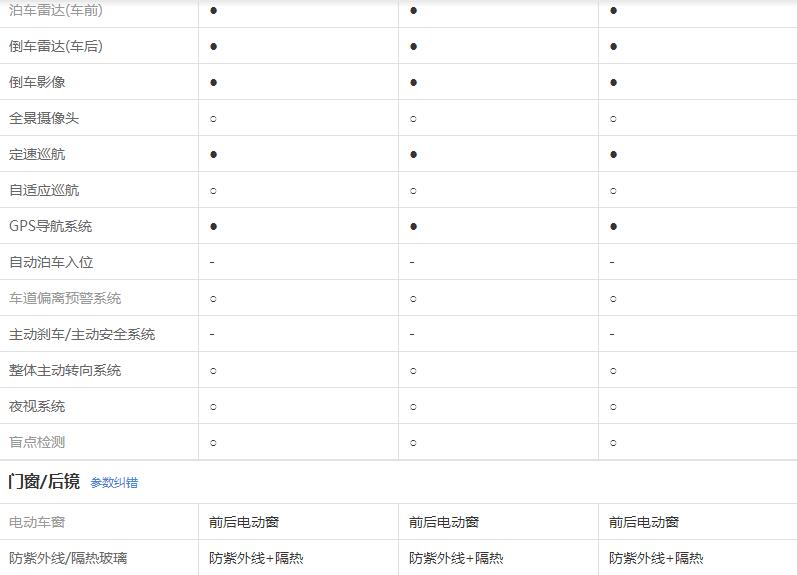 泊车雷达(车前) ● ● ●
倒车雷达(车后) ● ● ●
倒车影像 ● ● ●
全景摄像头 ○ ○ ○
定速巡航 ● ● ●
自适应巡航 ○ ○ ○
GPS导航系统 ● ● ●
自动泊车入位 - - -
车道偏离预警系统 ○ ○ ○
主动刹车/主动安全系统 - - -
整体主动转向系统 ○ ○ ○
夜视系统 ○ ○ ○
盲点检测 ○ ○ ○
门窗/后镜 参数纠错
电动车窗 前后电动窗 前后电动窗 前后电动窗
防紫外线/隔热玻璃 防紫外线+隔热 防紫外线+隔热 防紫外线+隔热